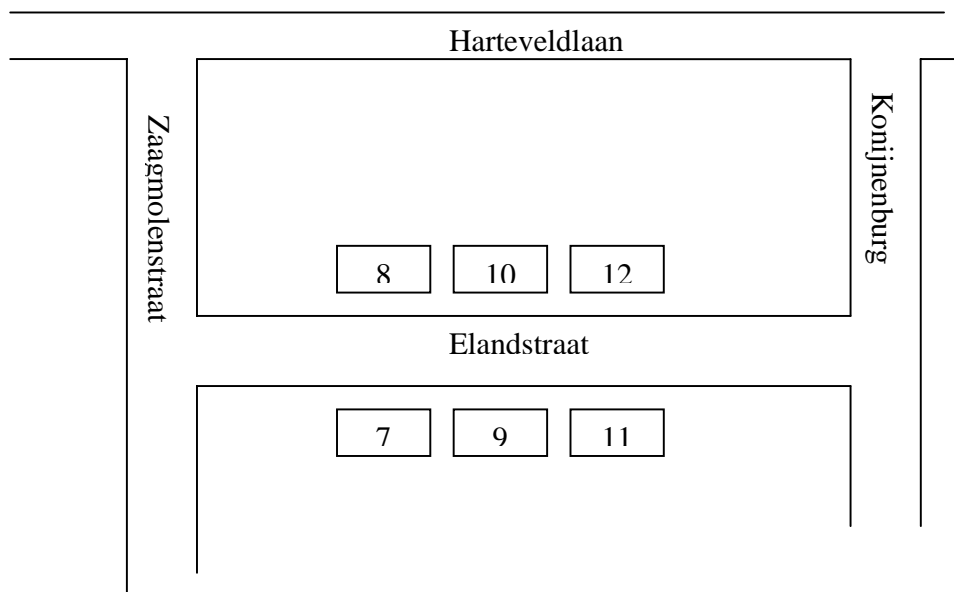 Harteveldlaan
Zaagmolenstraat
Konijnenburg
8 10 12
Elandstraat
7 9 11